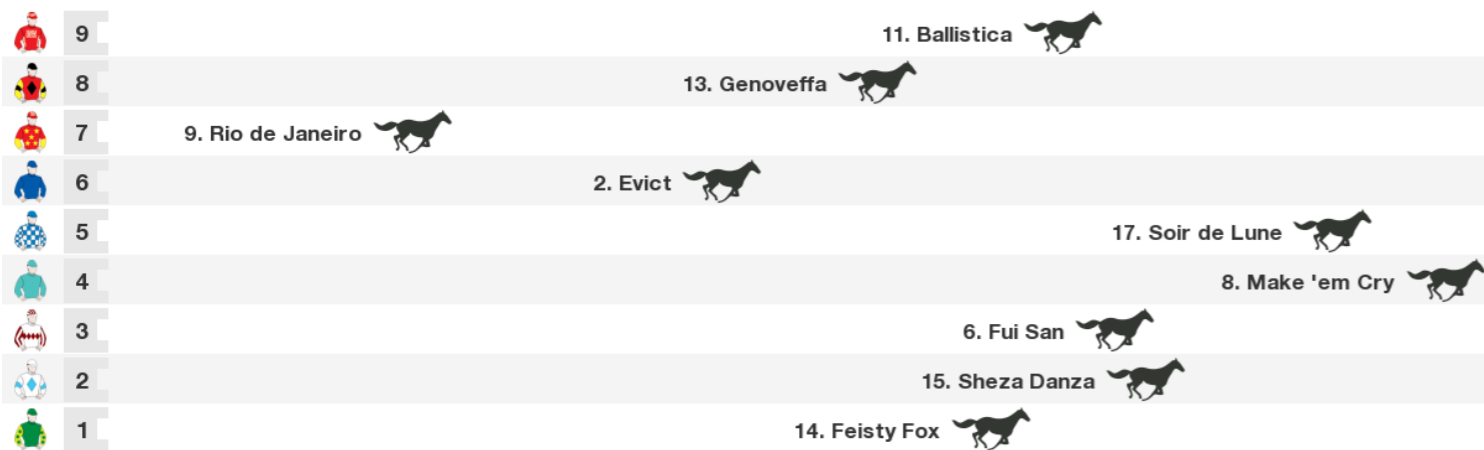 9 11. Ballistica
8 13. Genoveffa
7 9. Rio de Janeiro
6 2. Evict
5 17. Soir de Lune
4 8. Make 'em Cry
3 6. Fui San
2 15. Sheza Danza
1 14. Feisty Fox